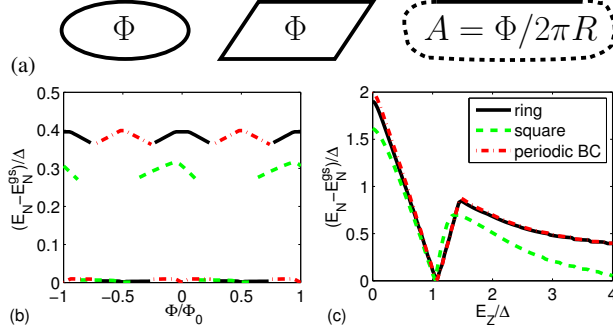 Φ Φ A = Φ/2πR
(a)
(E_N−E_N^gs)/Δ
0.5
0.4
0.3
0.2
0.1
0
−1 −0.5 0 0.5 1
Φ/Φ_0
(b)
(E_N−E_N^gs)/Δ
2
1.5
1
0.5
0
0 1 2 3 4
E_Z/Δ
(c)
ring
square
periodic BC